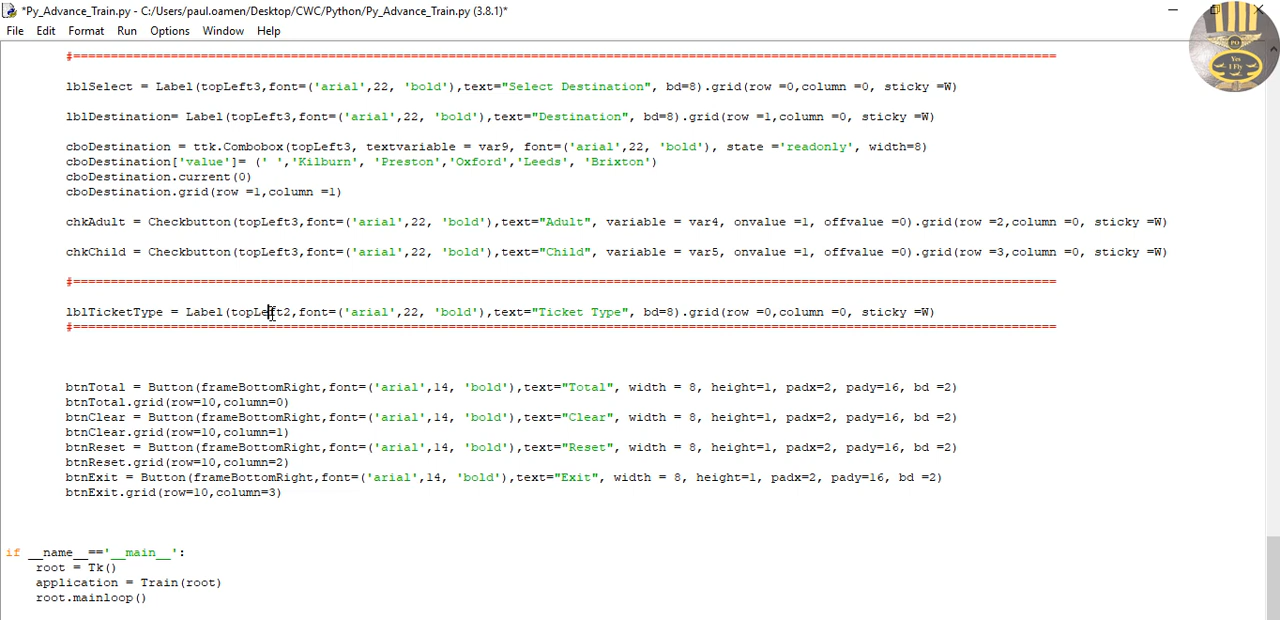 *Py_Advance_Train.py - C:/Users/paul.oamen/Desktop/CWC/Python/Py_Advance_Train.py (3.8.1)*
File Edit Format Run Options Window Help
#==================================================================================================================================
lblSelect = Label(topLeft3,font=('arial',22, 'bold'),text="Select Destination", bd=8).grid(row =0,column =0, sticky =W)
lblDestination= Label(topLeft3,font=('arial',22, 'bold'),text="Destination", bd=8).grid(row =1,column =0, sticky =W)
cboDestination = ttk.Combobox(topLeft3, textvariable = var9, font=('arial',22, 'bold'), state ='readonly', width=8)
cboDestination['value']= (' ','Kilburn', 'Preston','Oxford','Leeds', 'Brixton')
cboDestination.current(0)
cboDestination.grid(row =1,column =1)
chkAdult = Checkbutton(topLeft3,font=('arial',22, 'bold'),text="Adult", variable = var4, onvalue =1, offvalue =0).grid(row =2,column =0, sticky =W)
chkChild = Checkbutton(topLeft3,font=('arial',22, 'bold'),text="Child", variable = var5, onvalue =1, offvalue =0).grid(row =3,column =0, sticky =W)
#==================================================================================================================================
lblTicketType = Label(topLeft2,font=('arial',22, 'bold'),text="Ticket Type", bd=8).grid(row =0,column =0, sticky =W)
#==================================================================================================================================
btnTotal = Button(frameBottomRight,font=('arial',14, 'bold'),text="Total", width = 8, height=1, padx=2, pady=16, bd =2)
btnTotal.grid(row=10,column=0)
btnClear = Button(frameBottomRight,font=('arial',14, 'bold'),text="Clear", width = 8, height=1, padx=2, pady=16, bd =2)
btnClear.grid(row=10,column=1)
btnReset = Button(frameBottomRight,font=('arial',14, 'bold'),text="Reset", width = 8, height=1, padx=2, pady=16, bd =2)
btnReset.grid(row=10,column=2)
btnExit = Button(frameBottomRight,font=('arial',14, 'bold'),text="Exit", width = 8, height=1, padx=2, pady=16, bd =2)
btnExit.grid(row=10,column=3)
if __name__=='__main__':
root = Tk()
application = Train(root)
root.mainloop()
PO
Yes
I Fly